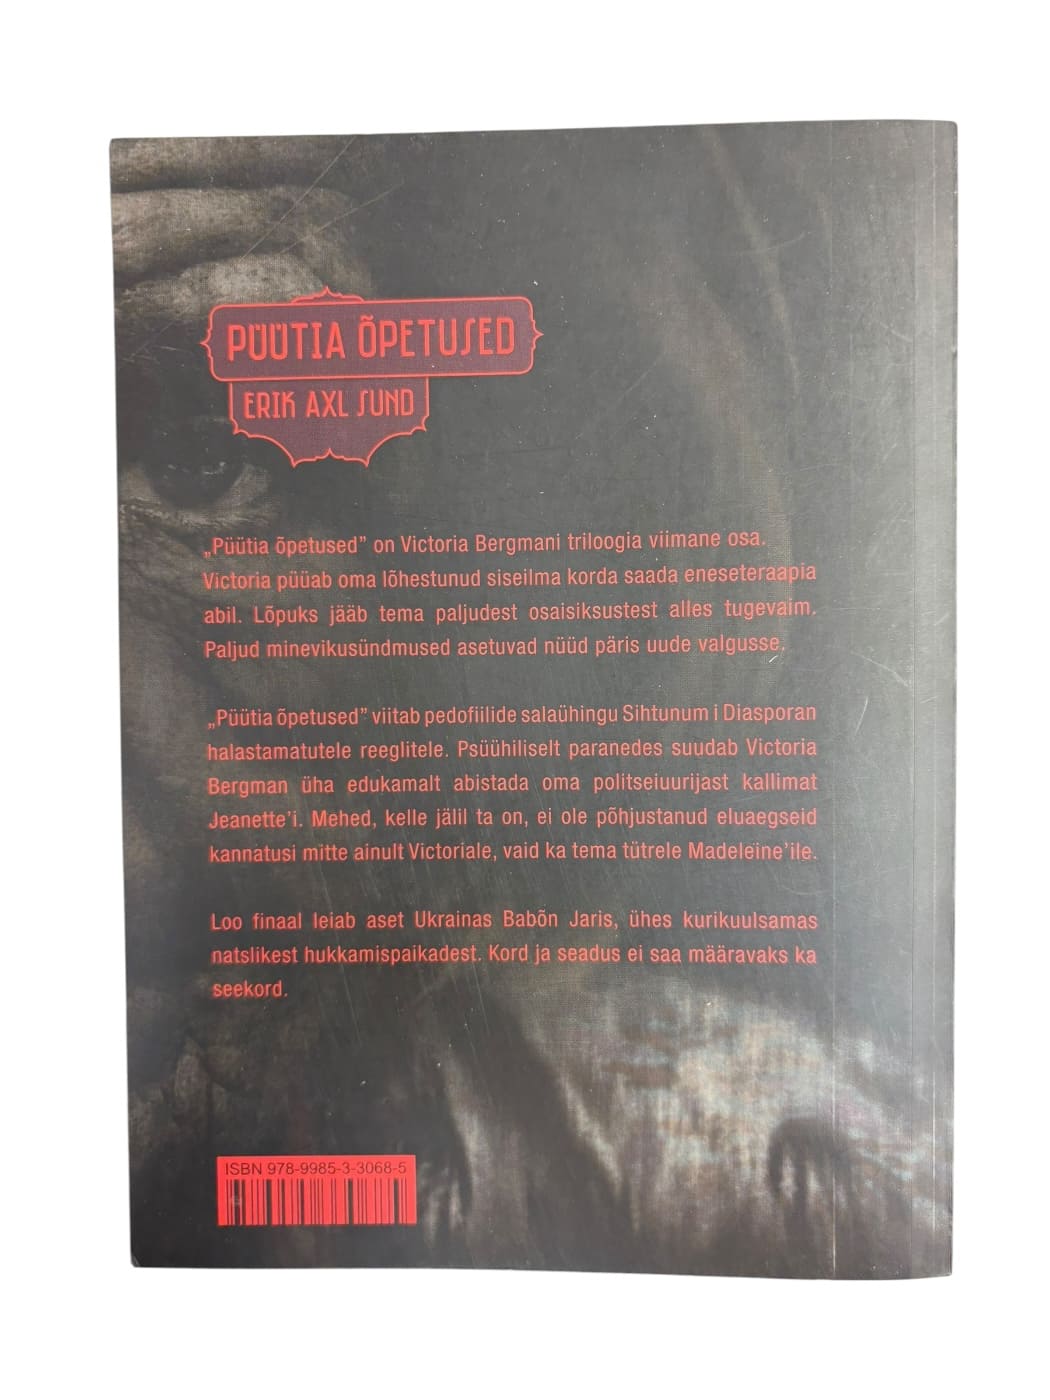 PÜÜTIA ÕPETUSED
ERIK AXL SUND
„Püütia õpetused” on Victoria Bergmani triloogia viimane osa.
Victoria püüab oma lõhestunud siseilma korda saada eneseteraapia
abil. Lõpuks jääb tema paljudest osaisiksustest alles tugevaim.
Paljud minevikusündmused asetuvad nüüd päris uude valgusse.
„Püütia õpetused” viitab pedofiilide salaühingu Sihtunum i Diasporan
halastamatutele reeglitele. Psüühiliselt paranedes suudab Victoria
Bergman üha edukamalt abistada oma politseiuurijast kallimat
Jeanette’i. Mehed, kelle jälil ta on, ei ole põhjustanud eluaegseid
kannatusi mitte ainult Victoriale, vaid ka tema tütrele Madeleine’ile.
Loo finaal leiab aset Ukrainas Babõn Jaris, ühes kurikuulsamas
natslikest hukkamispaikadest. Kord ja seadus ei saa määravaks ka
seekord.
ISBN 978-9985-3-3068-5